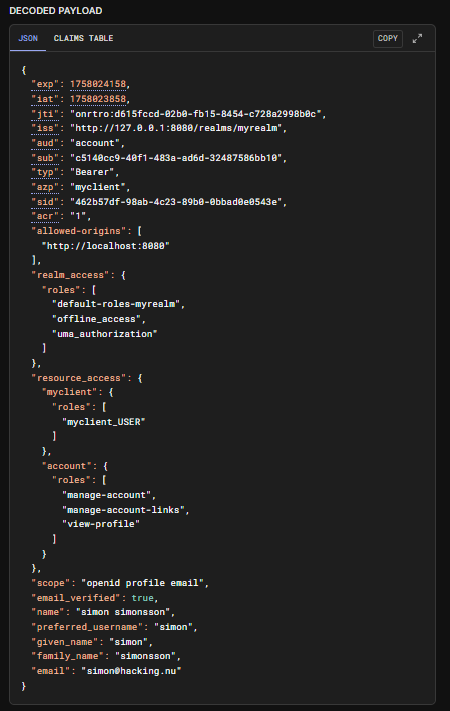 DECODED PAYLOAD
JSON CLAIMS TABLE COPY
{
"exp": 1758024158,
"iat": 1758023858,
"jti": "onrtro:d615fccd-02b0-fb15-8454-c728a2998b0c",
"iss": "http://127.0.0.1:8080/realms/myrealm",
"aud": "account",
"sub": "c5140cc9-40f1-483a-ad6d-32487586bb10",
"typ": "Bearer",
"azp": "myclient",
"sid": "462b57df-98ab-4c23-89b0-0bbad0e0543e",
"acr": "1",
"allowed-origins": [
"http://localhost:8080"
],
"realm_access": {
"roles": [
"default-roles-myrealm",
"offline_access",
"uma_authorization"
]
},
"resource_access": {
"myclient": {
"roles": [
"myclient_USER"
]
},
"account": {
"roles": [
"manage-account",
"manage-account-links",
"view-profile"
]
}
},
"scope": "openid profile email",
"email_verified": true,
"name": "simon simonsson",
"preferred_username": "simon",
"given_name": "simon",
"family_name": "simonsson",
"email": "simon@hacking.nu"
}